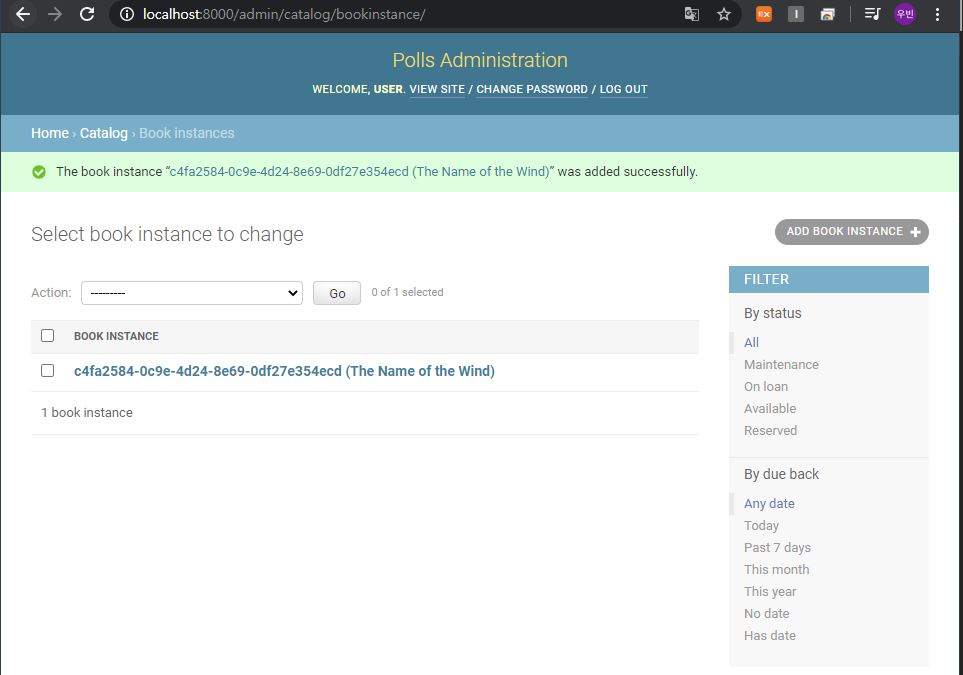 localhost:8000/admin/catalog/bookinstance/
EX
I
우빈
Polls Administration
WELCOME, USER. VIEW SITE / CHANGE PASSWORD / LOG OUT
Home › Catalog › Book instances
The book instance “c4fa2584-0c9e-4d24-8e69-0df27e354ecd (The Name of the Wind)” was added successfully.
Select book instance to change
ADD BOOK INSTANCE +
Action: --------- Go 0 of 1 selected
BOOK INSTANCE
c4fa2584-0c9e-4d24-8e69-0df27e354ecd (The Name of the Wind)
1 book instance
FILTER
By status
All
Maintenance
On loan
Available
Reserved
By due back
Any date
Today
Past 7 days
This month
This year
No date
Has date